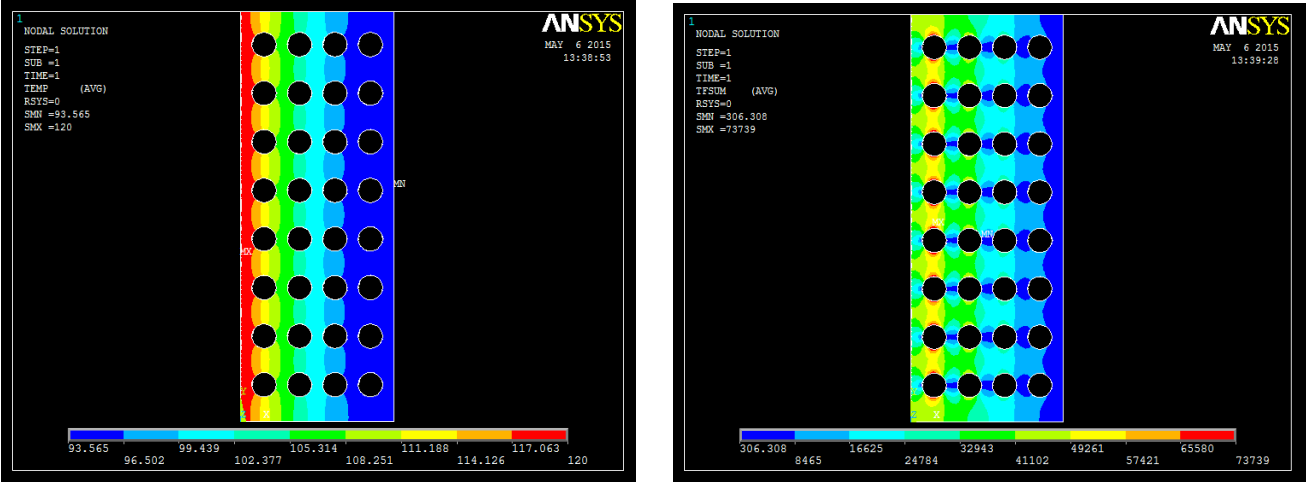 1
NODAL SOLUTION
STEP=1
SUB =1
TIME=1
TEMP (AVG)
RSYS=0
SMN =93.565
SMX =120
ANSYS
MAY 6 2015
13:38:53
MN
MX
Y
Z X
93.565 99.439 105.314 111.188 117.063
96.502 102.377 108.251 114.126 120
1
NODAL SOLUTION
STEP=1
SUB =1
TIME=1
TFSUM (AVG)
RSYS=0
SMN =306.308
SMX =73739
ANSYS
MAY 6 2015
13:39:28
MX
MN
Y
Z X
306.308 16625 32943 49261 65580
8465 24784 41102 57421 73739